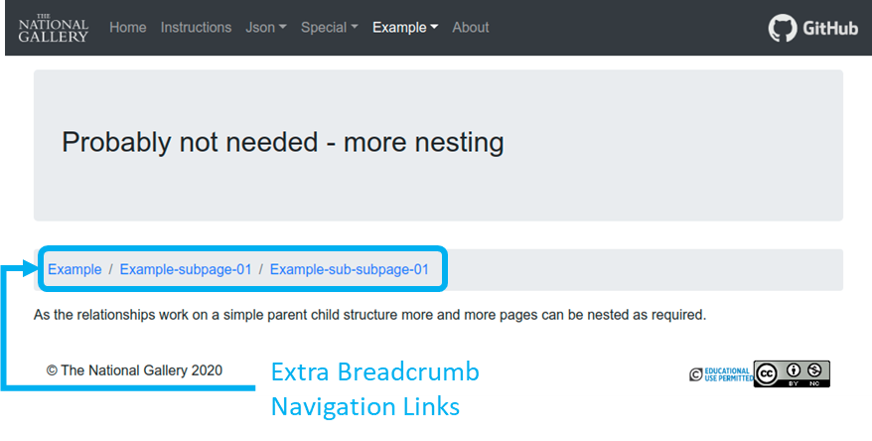 THE
NATIONAL
GALLERY
Home Instructions Json Special Example About
GitHub
Probably not needed - more nesting
Example / Example-subpage-01 / Example-sub-subpage-01
As the relationships work on a simple parent child structure more and more pages can be nested as required.
© The National Gallery 2020
Extra Breadcrumb
Navigation Links
EDUCATIONAL
USE PERMITTED
cc
BY NC